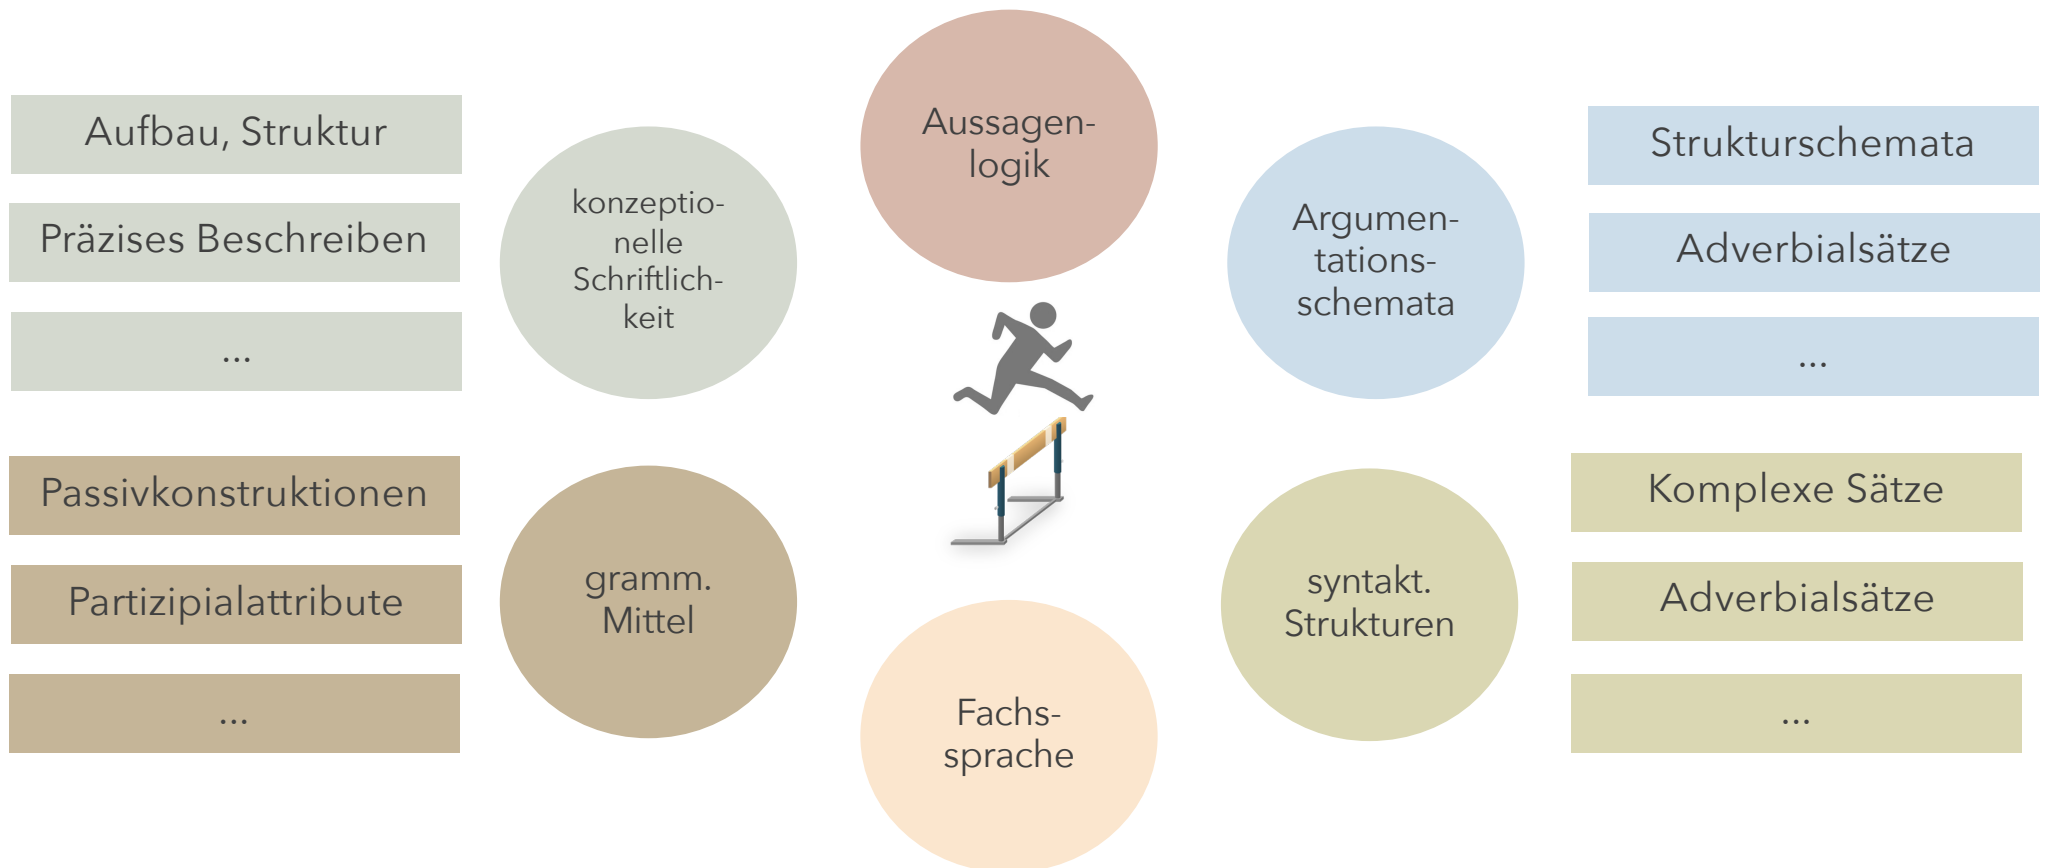 Aufbau, Struktur
Präzises Beschreiben
...
konzeptio-
nelle
Schriftlich-
keit
Aussagen-
logik
Argumen-
tations-
schemata
Strukturschemata
Adverbialsätze
...
Passivkonstruktionen
Partizipialattribute
...
gramm.
Mittel
Fachs-
sprache
syntakt.
Strukturen
Komplexe Sätze
Adverbialsätze
...